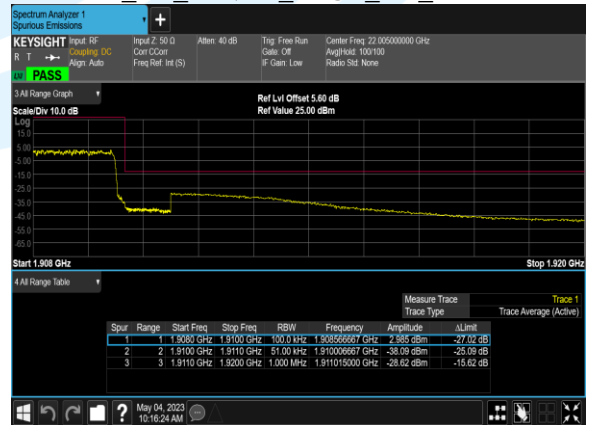 Spectrum Analyzer 1
Spurious Emissions
+
KEYSIGHT Input: RF Input Z: 50 Ω Atten: 40 dB Trig: Free Run Center Freq: 22.005000000 GHz
R T Coupling: DC Corr CCorr Gate: Off Avg|Hold: 100/100
Align: Auto Freq Ref: Int (S) IF Gain: Low Radio Std: None
PASS
3 All Range Graph
Ref Lvl Offset 5.60 dB
Scale/Div 10.0 dB Ref Value 25.00 dBm
Log
15.0
5.00
-5.00
-15.0
-25.0
-35.0
-45.0
-55.0
-65.0
Start 1.908 GHz Stop 1.920 GHz
4 All Range Table
Measure Trace Trace 1
Trace Type Trace Average (Active)
Spur Range Start Freq Stop Freq RBW Frequency Amplitude ΔLimit
1 1 1.9080 GHz 1.9100 GHz 100.0 kHz 1.908566667 GHz 2.985 dBm -27.02 dB
2 2 1.9100 GHz 1.9110 GHz 51.00 kHz 1.910006667 GHz -38.09 dBm -25.09 dB
3 3 1.9110 GHz 1.9200 GHz 1.000 MHz 1.911015000 GHz -28.62 dBm -15.62 dB
?
May 04, 2023
10:16:24 AM